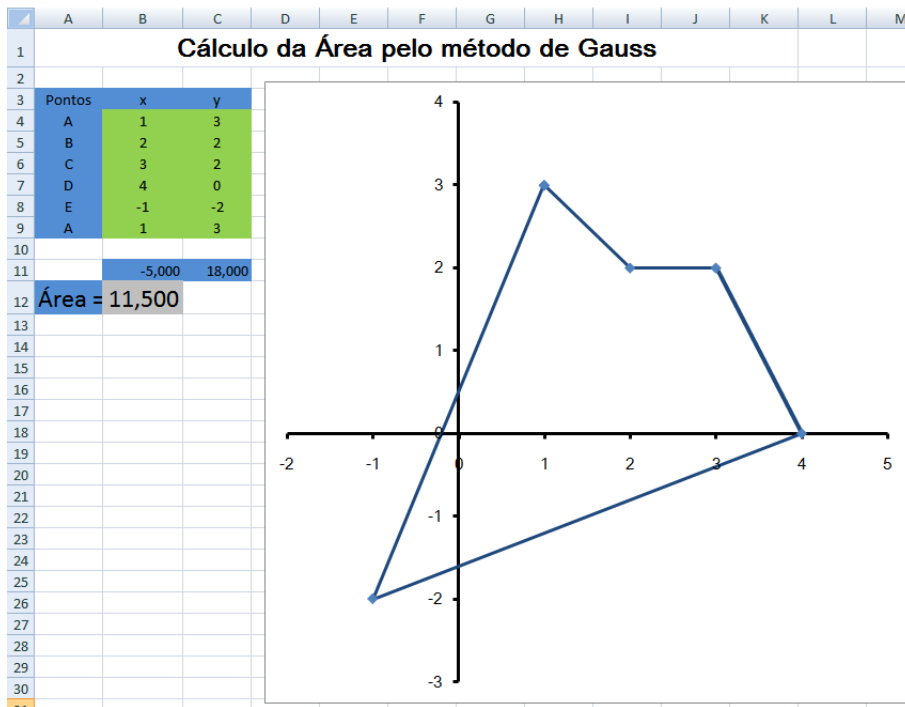 A B C D E F G H I J K L M
1 Cálculo da Área pelo método de Gauss
2
3 Pontos x y
4 A 1 3
5 B 2 2
6 C 3 2
7 D 4 0
8 E -1 -2
9 A 1 3
10
11 -5,000 18,000
12 Área = 11,500
13
14
15
16
17
18
19
20
21
22
23
24
25
26
27
28
29
30
4
3
2
1
0
-2 -1 0 1 2 3 4 5
-1
-2
-3